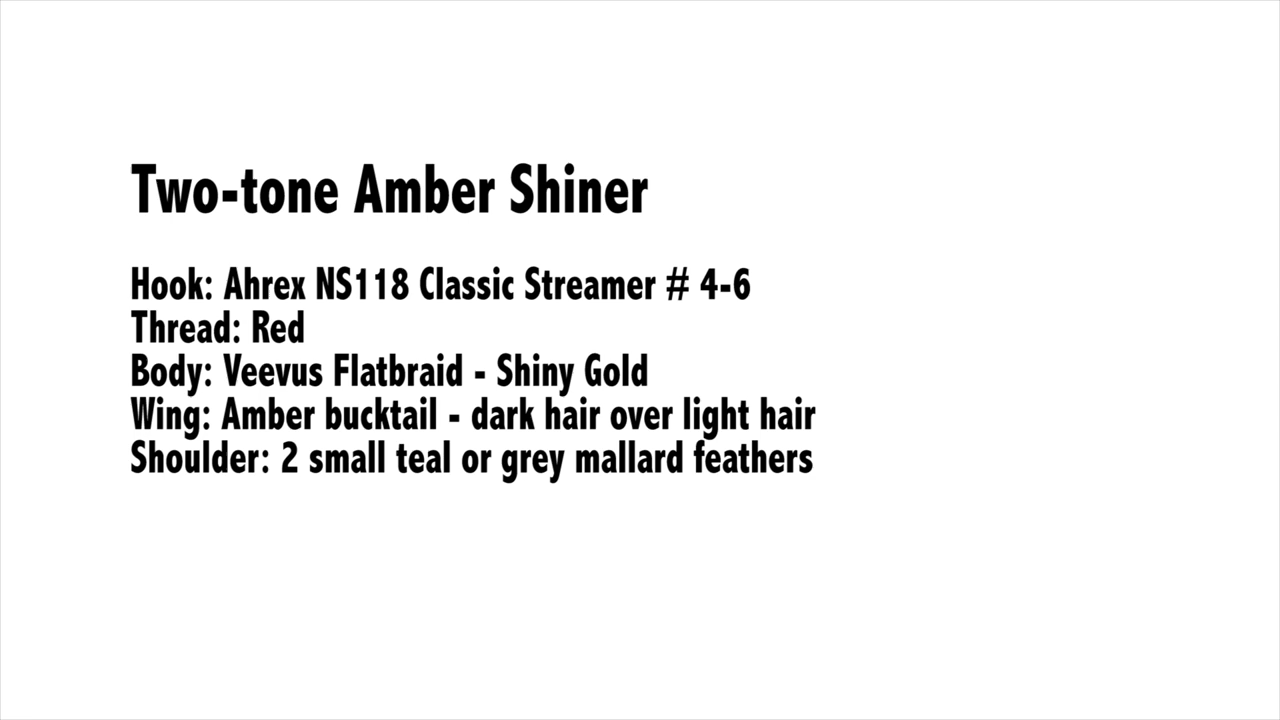 Two-tone Amber Shiner
Hook: Ahrex NS118 Classic Streamer # 4-6
Thread: Red
Body: Veevus Flatbraid - Shiny Gold
Wing: Amber bucktail - dark hair over light hair
Shoulder: 2 small teal or grey mallard feathers